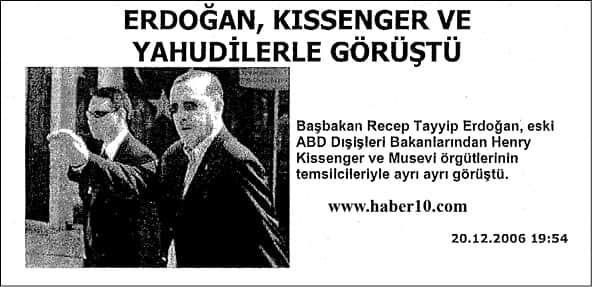 ERDOĞAN, KISSENGER VE
YAHUDİLERLE GÖRÜŞTÜ
Başbakan Recep Tayyip Erdoğan, eski
ABD Dışişleri Bakanlarından Henry
Kissenger ve Musevi örgütlerinin
temsilcileriyle ayrı ayrı görüştü.
www.haber10.com
20.12.2006 19:54